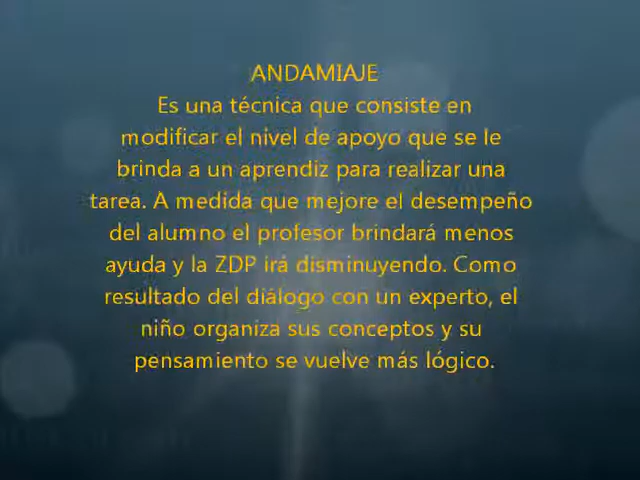 ANDAMIAJE
Es una técnica que consiste en
modificar el nivel de apoyo que se le
brinda a un aprendiz para realizar una
tarea. A medida que mejore el desempeño
del alumno el profesor brindará menos
ayuda y la ZDP irá disminuyendo. Como
resultado del diálogo con un experto, el
niño organiza sus conceptos y su
pensamiento se vuelve más lógico.